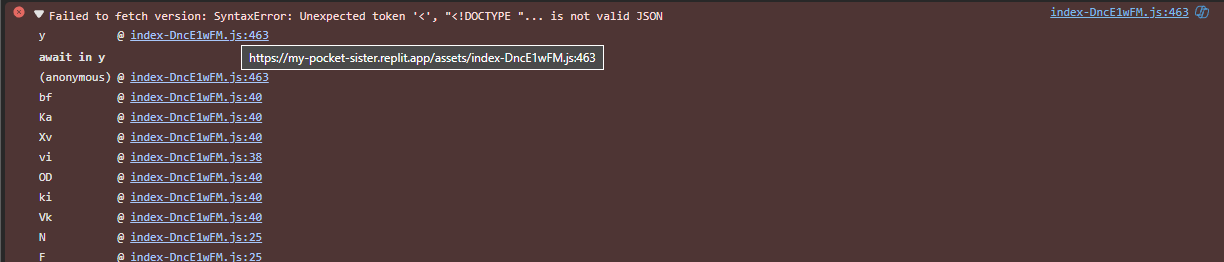 Failed to fetch version: SyntaxError: Unexpected token '<', "<!DOCTYPE "... is not valid JSON index-DncE1wFM.js:463
y @ index-DncE1wFM.js:463
await in y
https://my-pocket-sister.replit.app/assets/index-DncE1wFM.js:463
(anonymous) @ index-DncE1wFM.js:463
bf @ index-DncE1wFM.js:40
Ka @ index-DncE1wFM.js:40
Xv @ index-DncE1wFM.js:40
vi @ index-DncE1wFM.js:38
OD @ index-DncE1wFM.js:40
ki @ index-DncE1wFM.js:40
Vk @ index-DncE1wFM.js:40
N @ index-DncE1wFM.js:25
F @ index-DncE1wFM.js:25